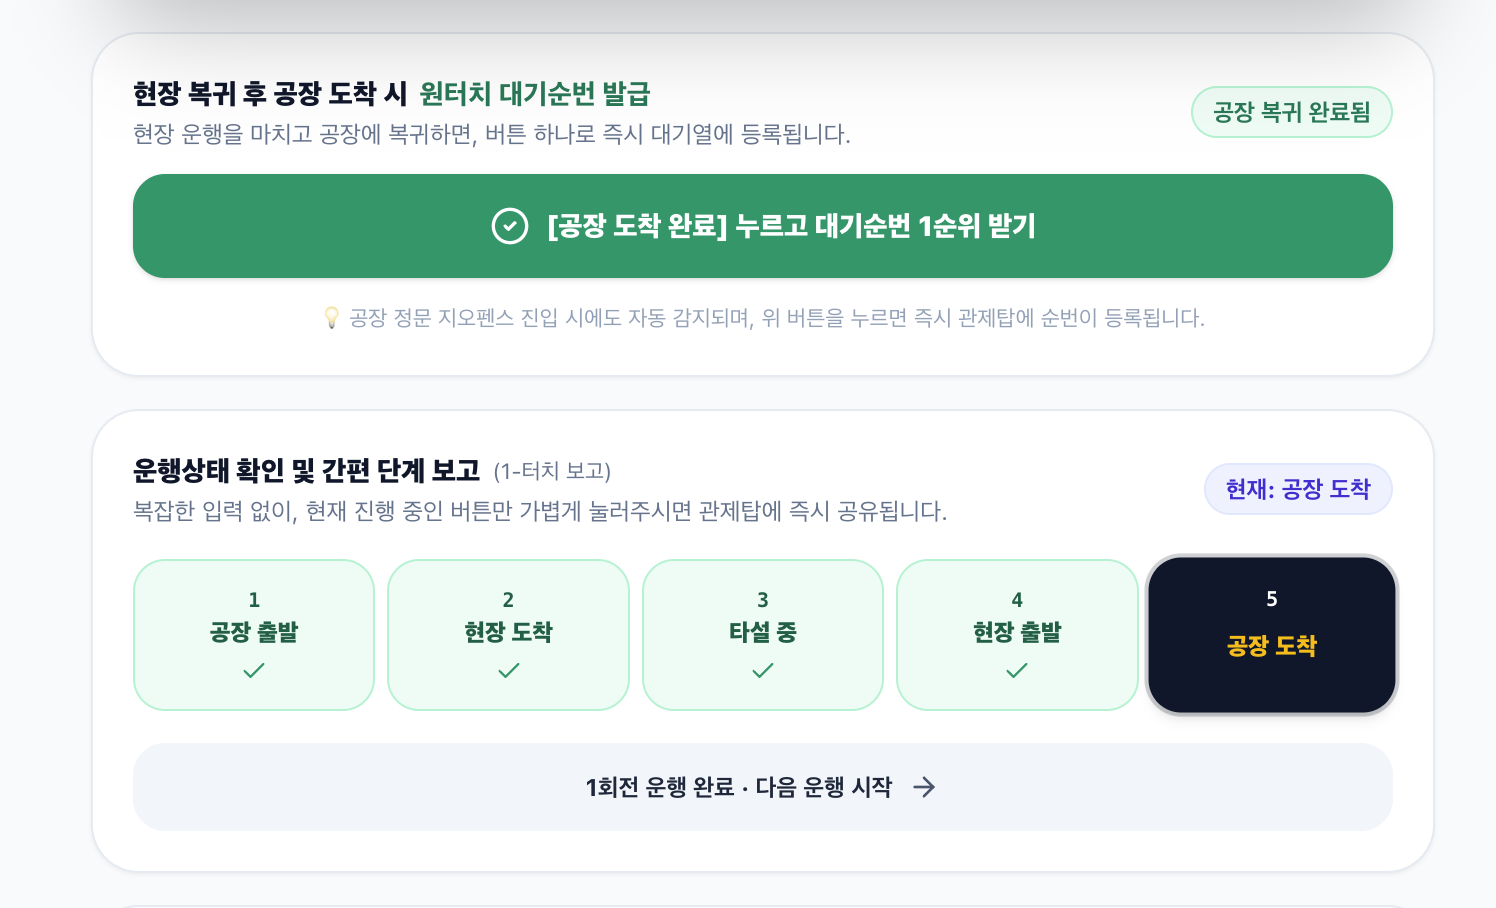 현장 복귀 후 공장 도착 시 원터치 대기순번 발급
현장 운행을 마치고 공장에 복귀하면, 버튼 하나로 즉시 대기열에 등록됩니다.
공장 복귀 완료됨
[공장 도착 완료] 누르고 대기순번 1순위 받기
💡 공장 정문 지오펜스 진입 시에도 자동 감지되며, 위 버튼을 누르면 즉시 관제탑에 순번이 등록됩니다.
운행상태 확인 및 간편 단계 보고 (1-터치 보고)
복잡한 입력 없이, 현재 진행 중인 버튼만 가볍게 눌러주시면 관제탑에 즉시 공유됩니다.
현재: 공장 도착
1
공장 출발
2
현장 도착
3
타설 중
4
현장 출발
5
공장 도착
1회전 운행 완료 · 다음 운행 시작 →